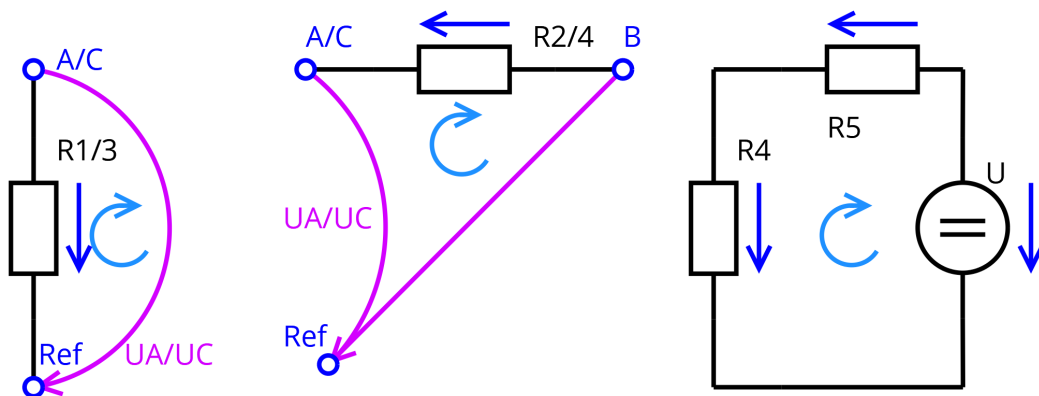 A/C
R1/3
Ref
UA/UC
A/C
R2/4
B
UA/UC
Ref
R5
R4
U